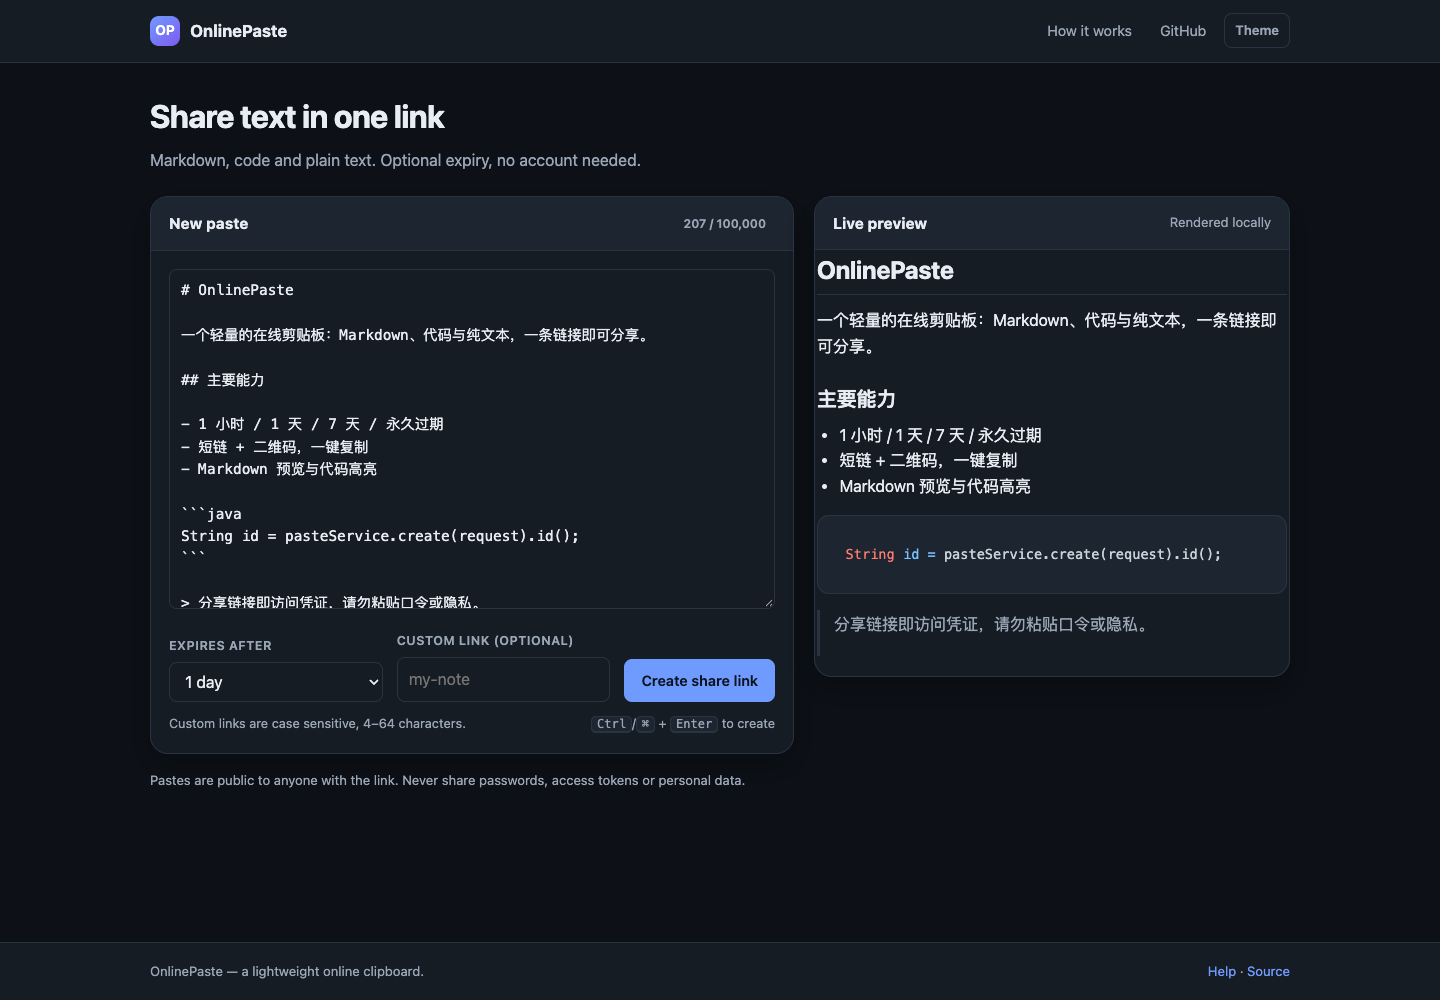 OP OnlinePaste
How it works GitHub Theme
Share text in one link
Markdown, code and plain text. Optional expiry, no account needed.
New paste 207 / 100,000
# OnlinePaste
一个轻量的在线剪贴板：Markdown、代码与纯文本，一条链接即可分享。
## 主要能力
- 1 小时 / 1 天 / 7 天 / 永久过期
- 短链 + 二维码，一键复制
- Markdown 预览与代码高亮
```java
String id = pasteService.create(request).id();
```
> 分享链接即访问凭证，请勿粘贴口令或隐私。
EXPIRES AFTER
1 day
CUSTOM LINK (OPTIONAL)
my-note
Create share link
Custom links are case sensitive, 4–64 characters.
Ctrl/⌘ + Enter to create
Pastes are public to anyone with the link. Never share passwords, access tokens or personal data.
Live preview Rendered locally
OnlinePaste
一个轻量的在线剪贴板：Markdown、代码与纯文本，一条链接即
可分享。
主要能力
• 1 小时 / 1 天 / 7 天 / 永久过期
• 短链 + 二维码，一键复制
• Markdown 预览与代码高亮
String id = pasteService.create(request).id();
分享链接即访问凭证，请勿粘贴口令或隐私。
OnlinePaste — a lightweight online clipboard.
Help · Source